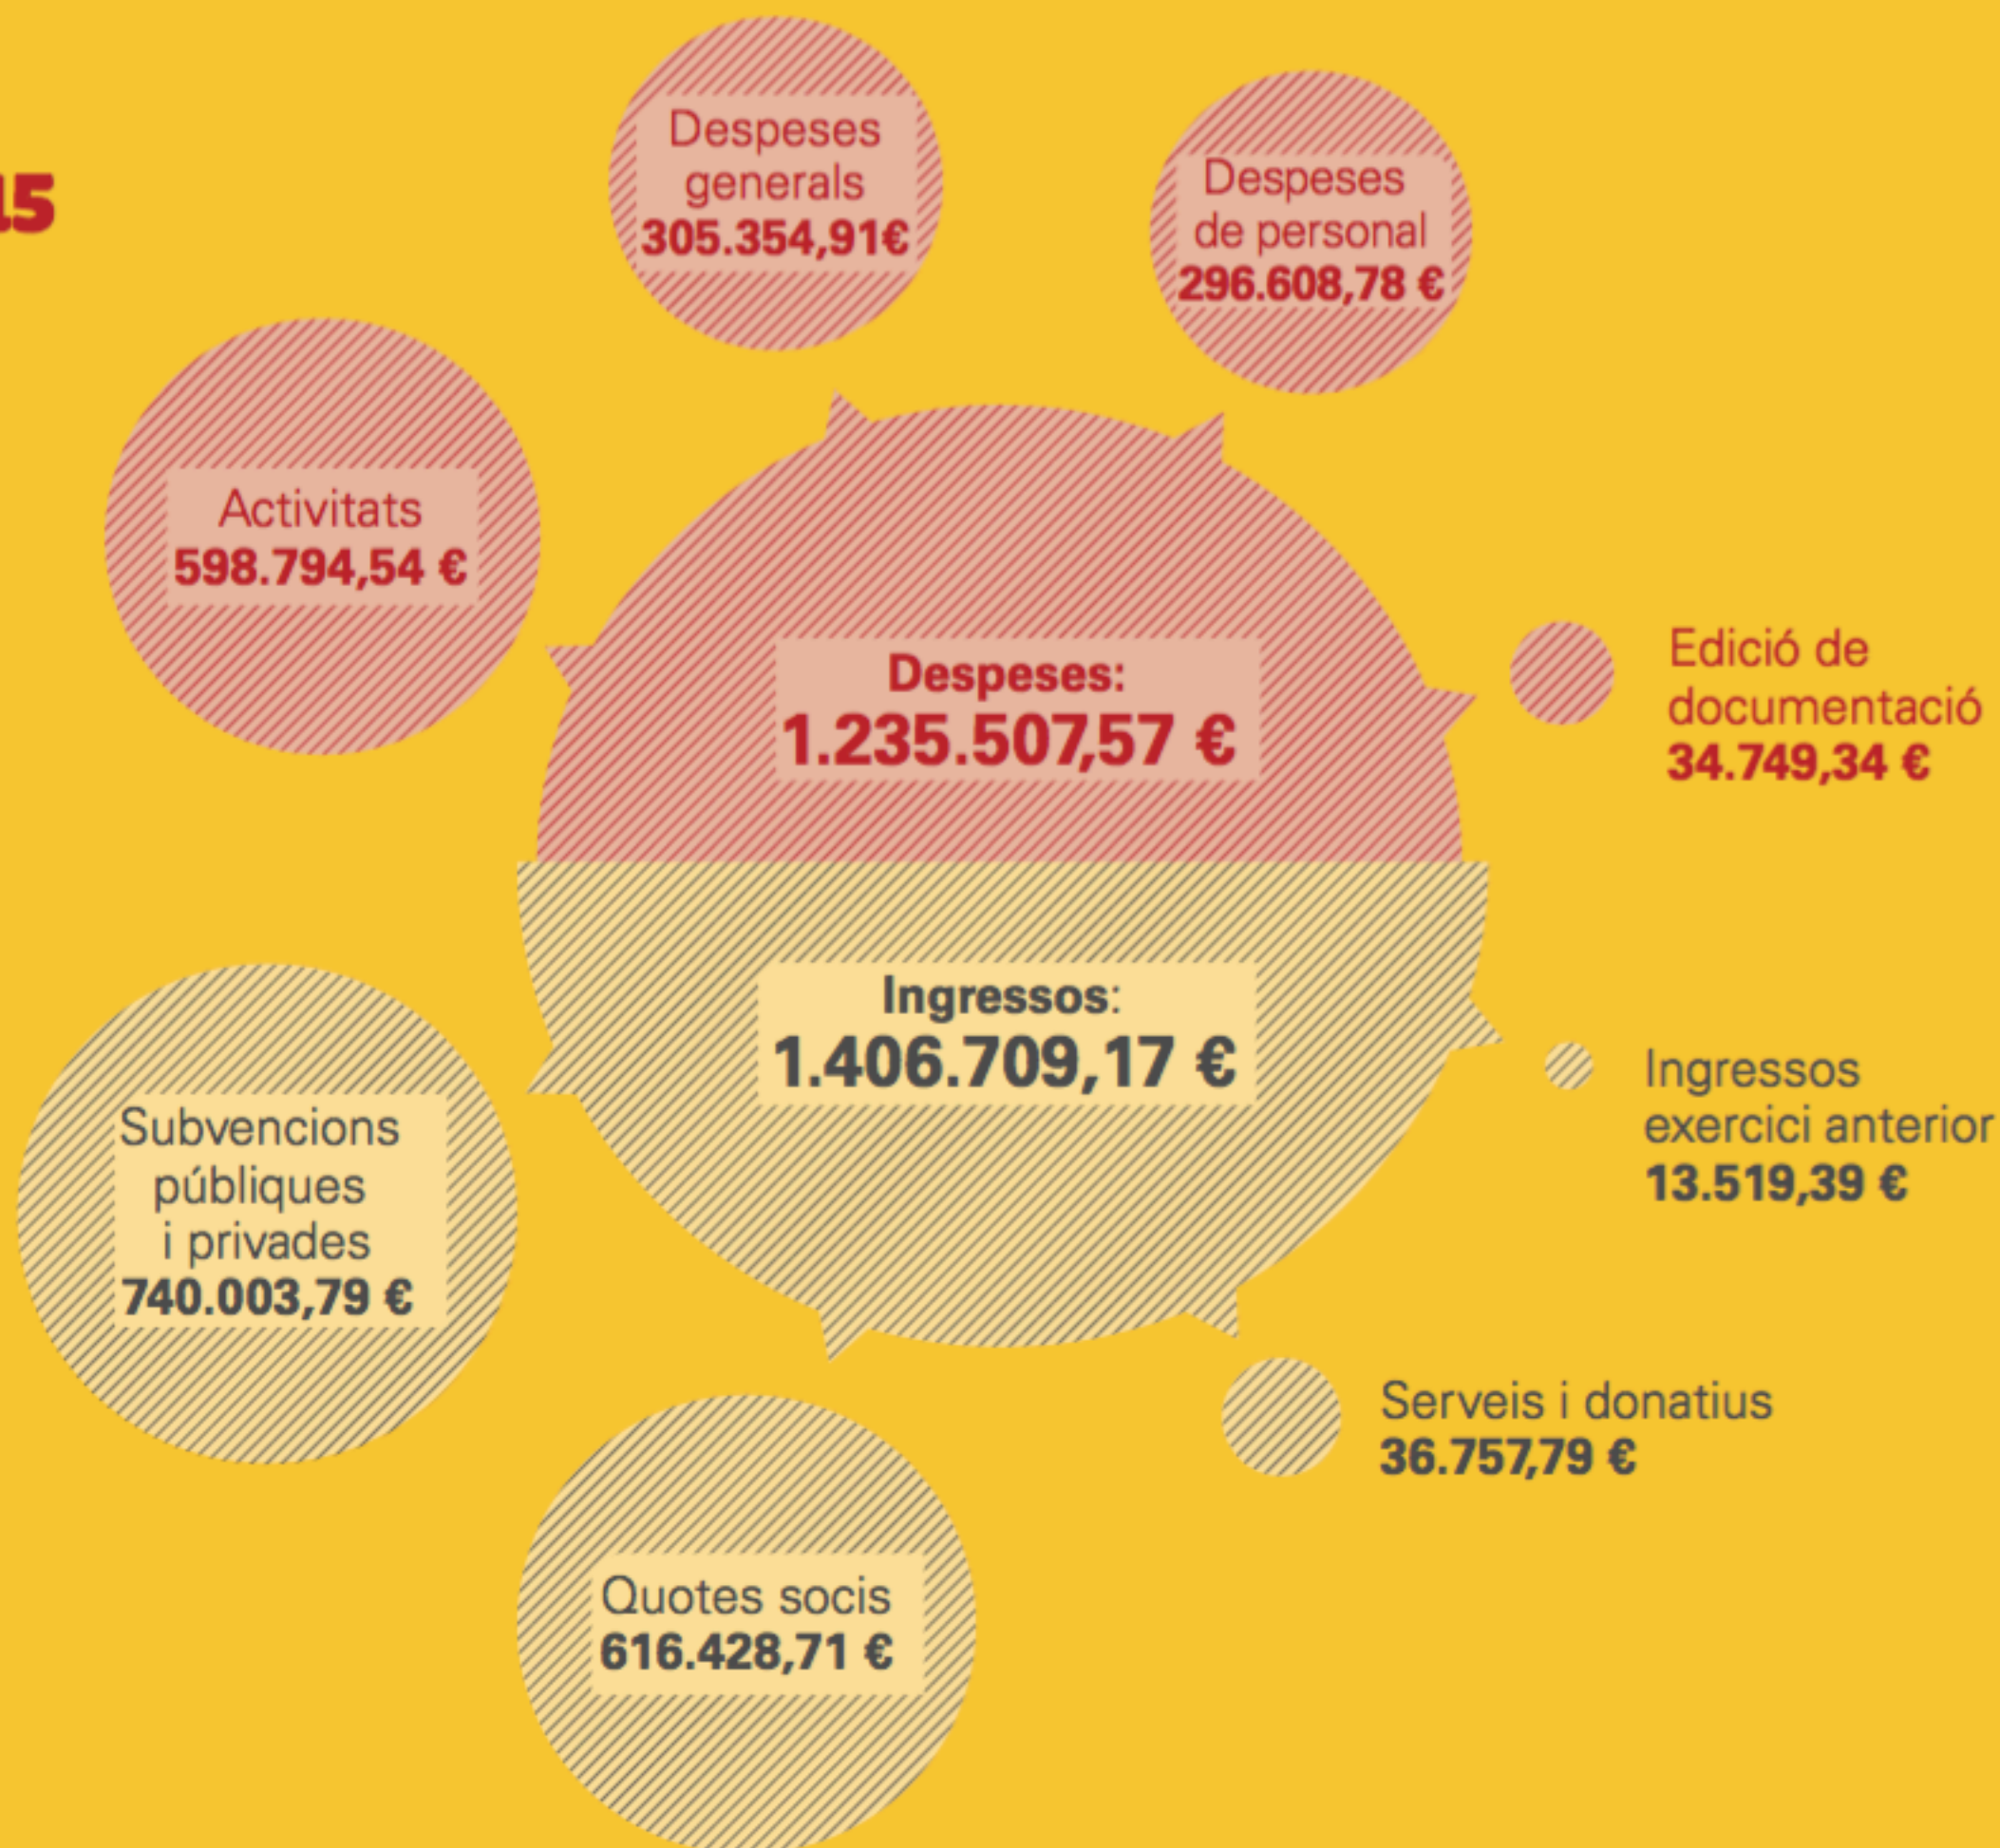 15
Despeses
generals
305.354,91€
Despeses
de personal
296.608,78 €
Activitats
598.794,54 €
Despeses:
1.235.507,57 €
Edició de
documentació
34.749,34 €
Ingressos:
1.406.709,17 €
Ingressos
exercici anterior
13.519,39 €
Subvencions
públiques
i privades
740.003,79 €
Serveis i donatius
36.757,79 €
Quotes socis
616.428,71 €